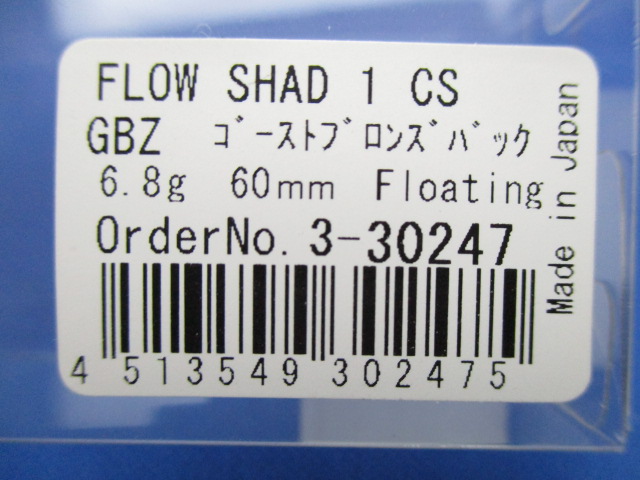 FLOW SHAD 1 CS
GBZ ｺﾞｰｽﾄﾌﾞﾛﾝｽﾞﾊﾞｯｸ
6.8g 60mm Floating
OrderNo. 3-30247
4 513549 302475
Made in Japan